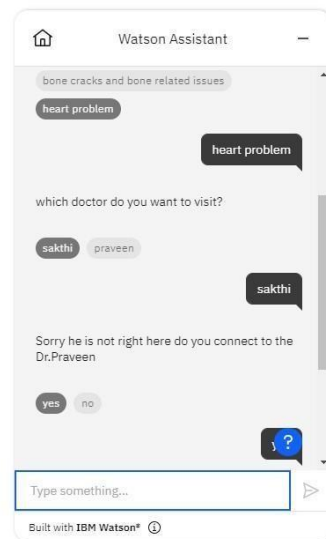 Watson Assistant
bone cracks and bone related issues
heart problem
heart problem
which doctor do you want to visit?
sakthi praveen
sakthi
Sorry he is not right here do you connect to the
Dr.Praveen
yes no
?
Type something...
Built with IBM Watson®